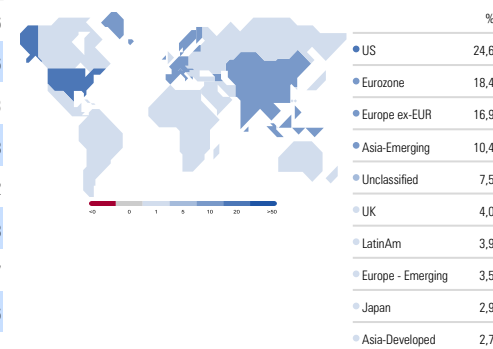 %
US 24,6
Eurozone 18,4
Europe ex-EUR 16,9
Asia-Emerging 10,4
Unclassified 7,5
UK 4,0
LatinAm 3,9
Europe - Emerging 3,5
Japan 2,9
Asia-Developed 2,7
<0 0 1 5 10 20 >50